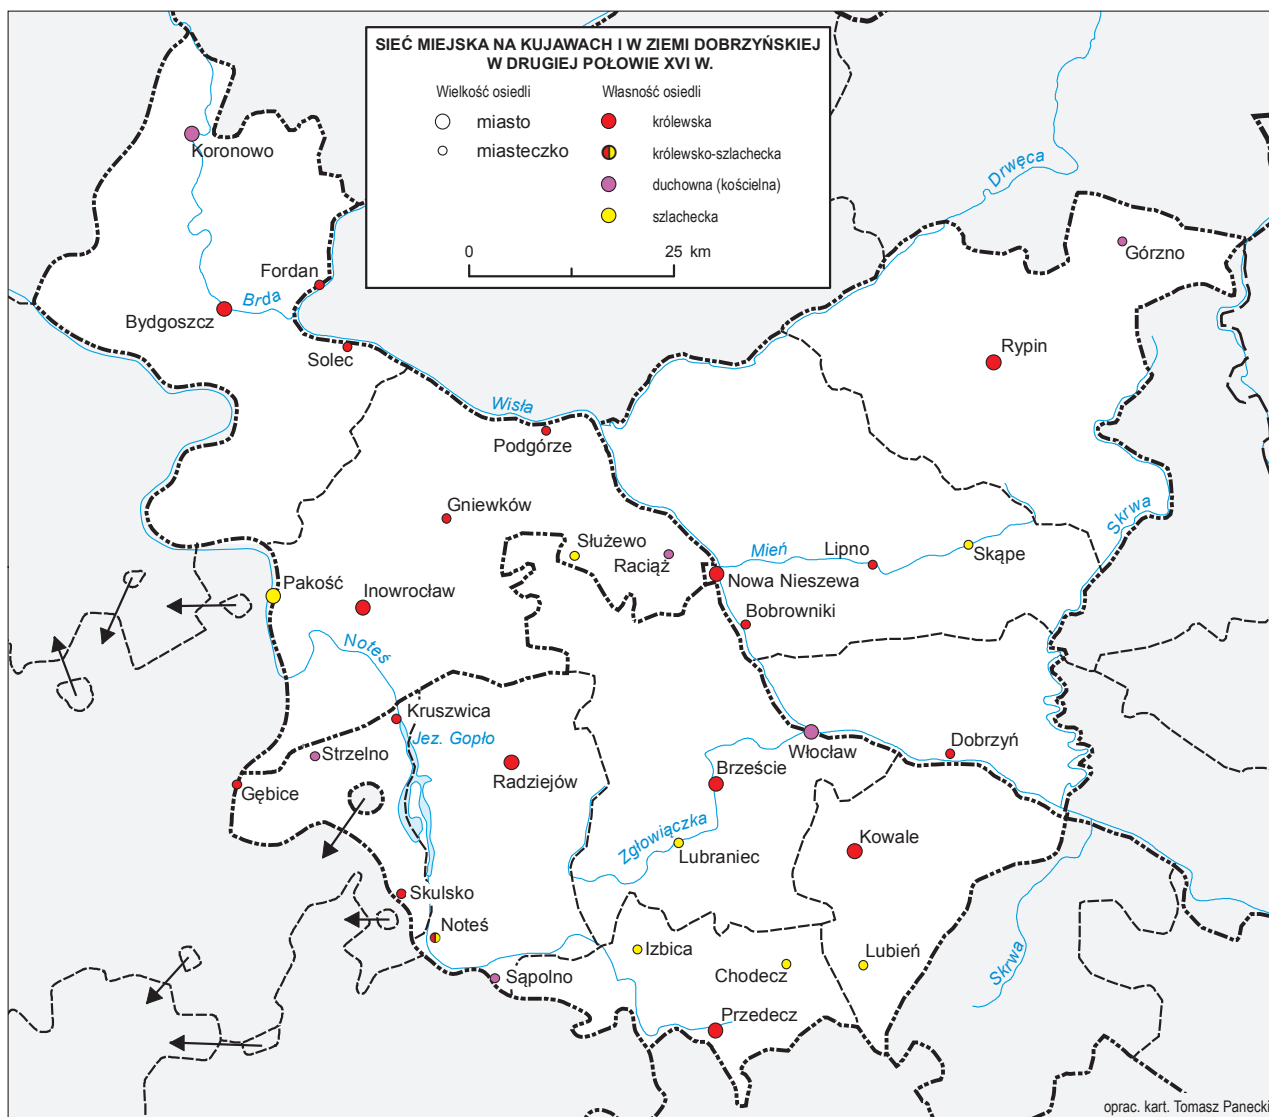 SIEĆ MIEJSKA NA KUJAWACH I W ZIEMI DOBRZYŃSKIEJ
W DRUGIEJ POŁOWIE XVI W.
Wielkość osiedli
Własność osiedli
miasto
królewska
miasteczko
królewsko-szlachecka
duchowna (kościelna)
szlachecka
0
25 km
Koronowo
Drwęca
Górzno
Fordan
Brda
Bydgoszcz
Solec
Rypin
Wisła
Podgórze
Gniewków
Skrwa
Służewo
Raciąż
Mień
Lipno
Skąpe
Pakość
Nowa Nieszewa
Inowrocław
Bobrowniki
Noteś
Kruszwica
Jez. Gopło
Strzelno
Włocław
Dobrzyń
Radziejów
Brzeście
Gębice
Zgłowiączka
Kowale
Lubraniec
Skulsko
Noteś
Izbica
Lubień
Chodecz
Skrwa
Sąpolno
Przedecz
oprac. kart. Tomasz Panecki